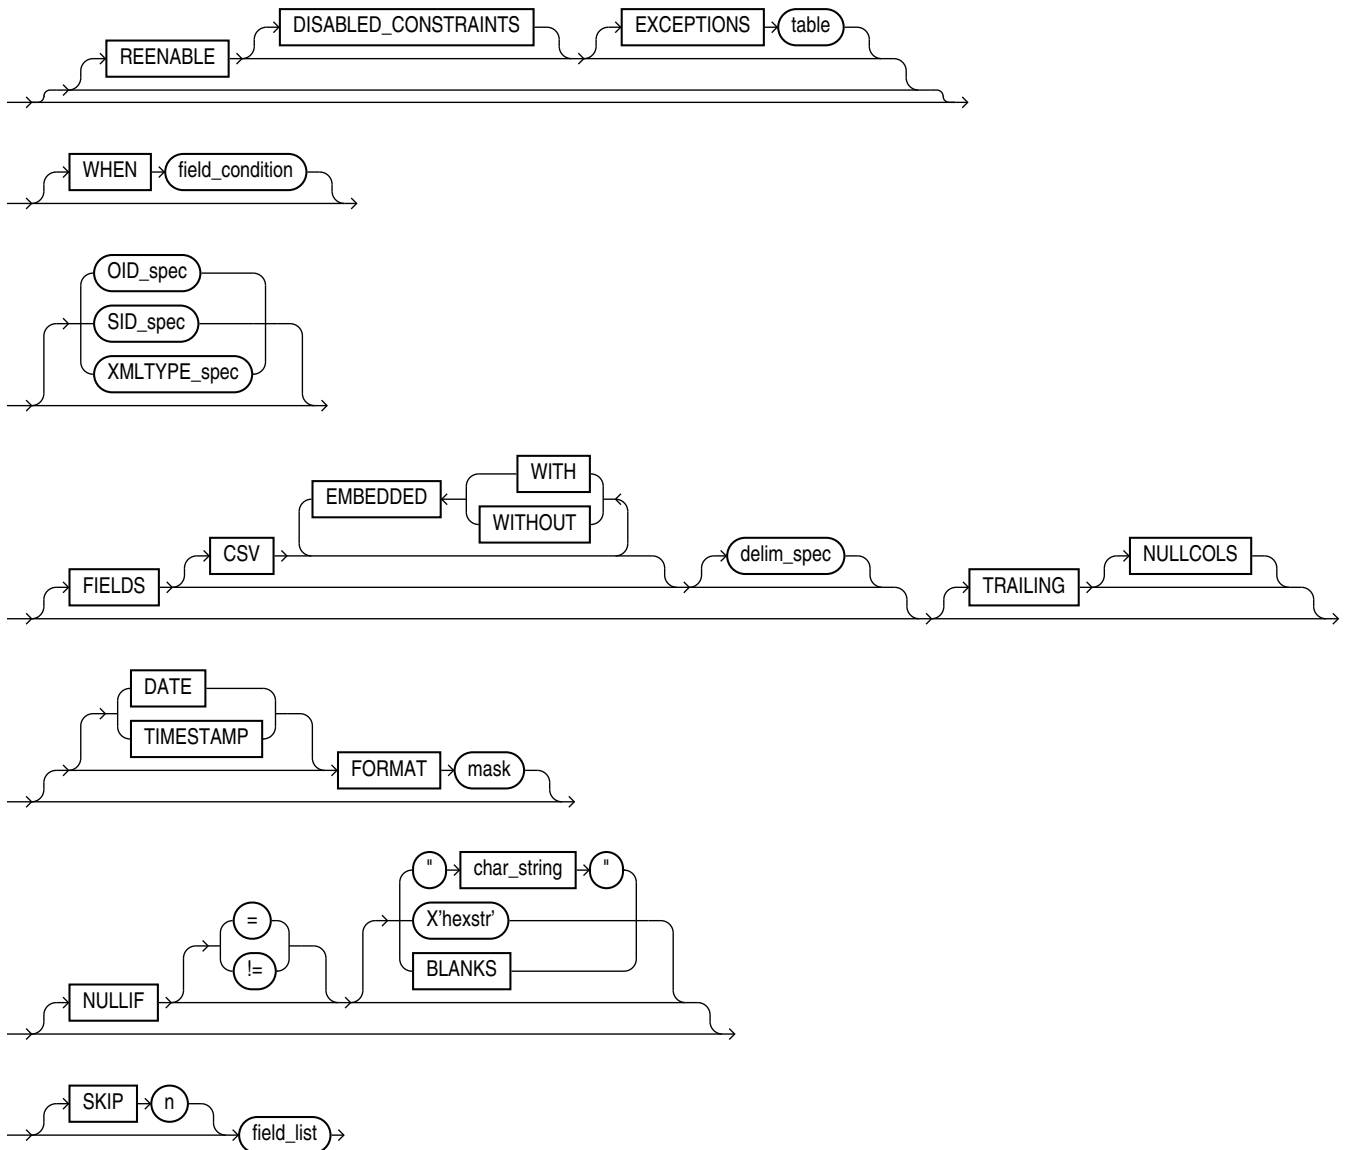 DISABLED_CONSTRAINTS EXCEPTIONS table
REENABLE
WHEN field_condition
OID_spec
SID_spec
XMLTYPE_spec
WITH
EMBEDDED
WITHOUT
CSV delim_spec NULLCOLS
FIELDS TRAILING
DATE
TIMESTAMP
FORMAT mask
" char_string "
= X'hexstr'
!= BLANKS
NULLIF
SKIP n
field_list